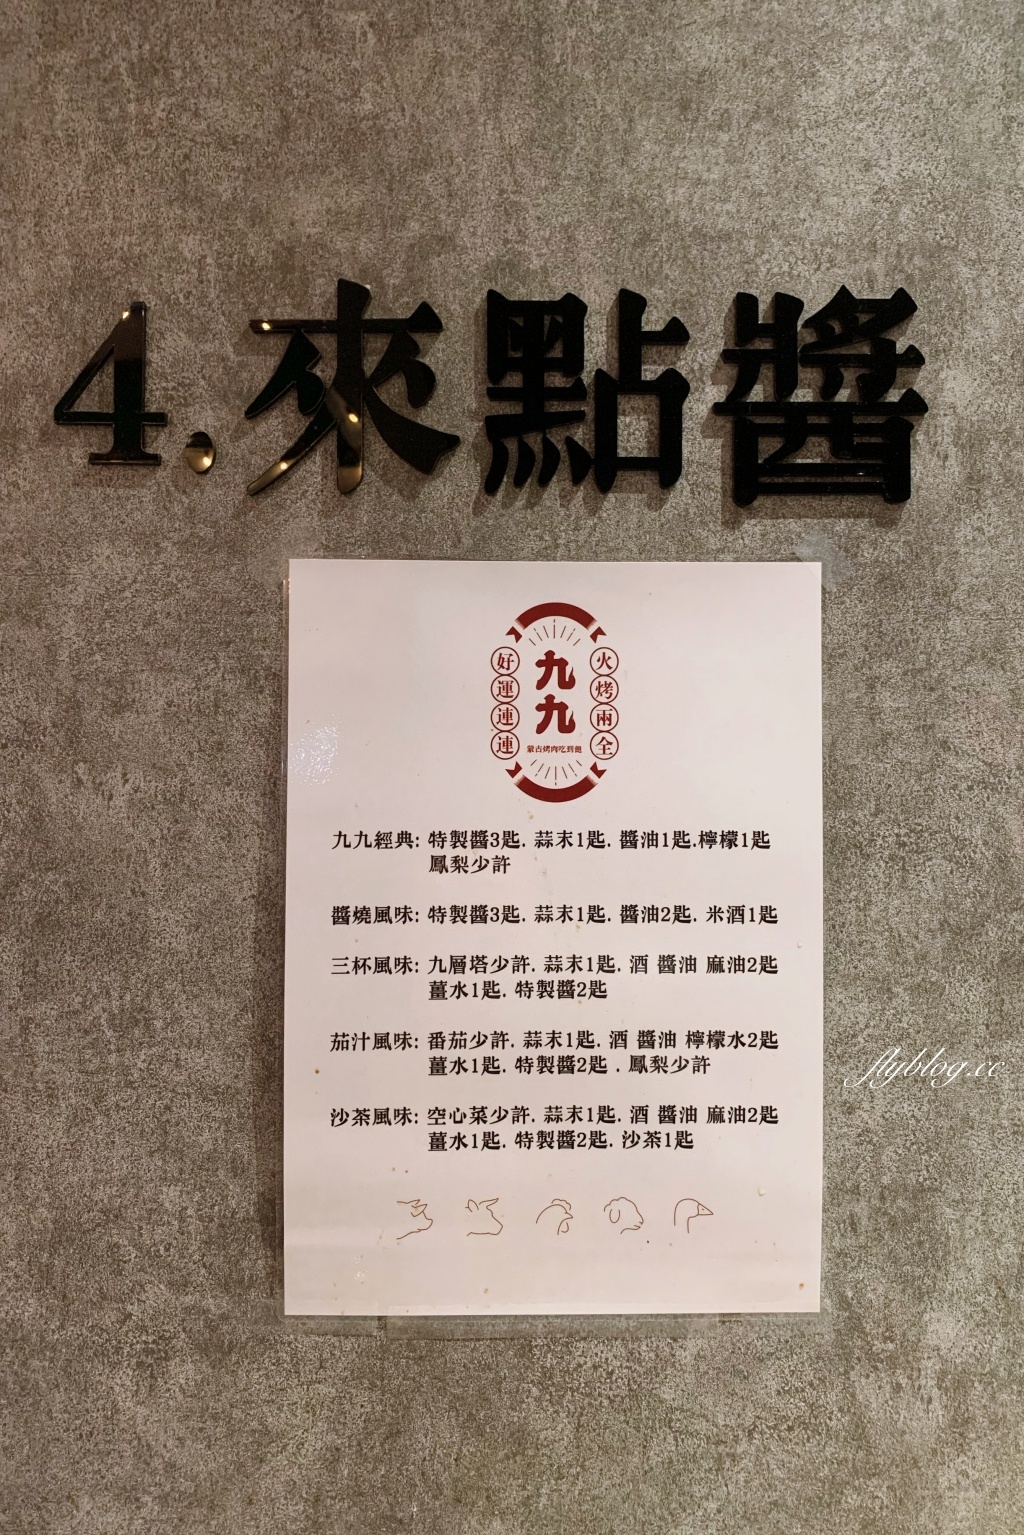 4.來點醬
好運連連
九九
火烤兩全
蒙古烤肉吃到飽
九九經典: 特製醬3匙. 蒜末1匙. 醬油1匙.檸檬1匙
鳳梨少許
醬燒風味: 特製醬3匙. 蒜末1匙. 醬油2匙. 米酒1匙
三杯風味: 九層塔少許. 蒜末1匙. 酒 醬油 麻油2匙
薑水1匙. 特製醬2匙
茄汁風味: 番茄少許. 蒜末1匙. 酒 醬油 檸檬水2匙
薑水1匙. 特製醬2匙 . 鳳梨少許
沙茶風味: 空心菜少許. 蒜末1匙. 酒 醬油 麻油2匙
薑水1匙. 特製醬2匙. 沙茶1匙
flyblog.cc